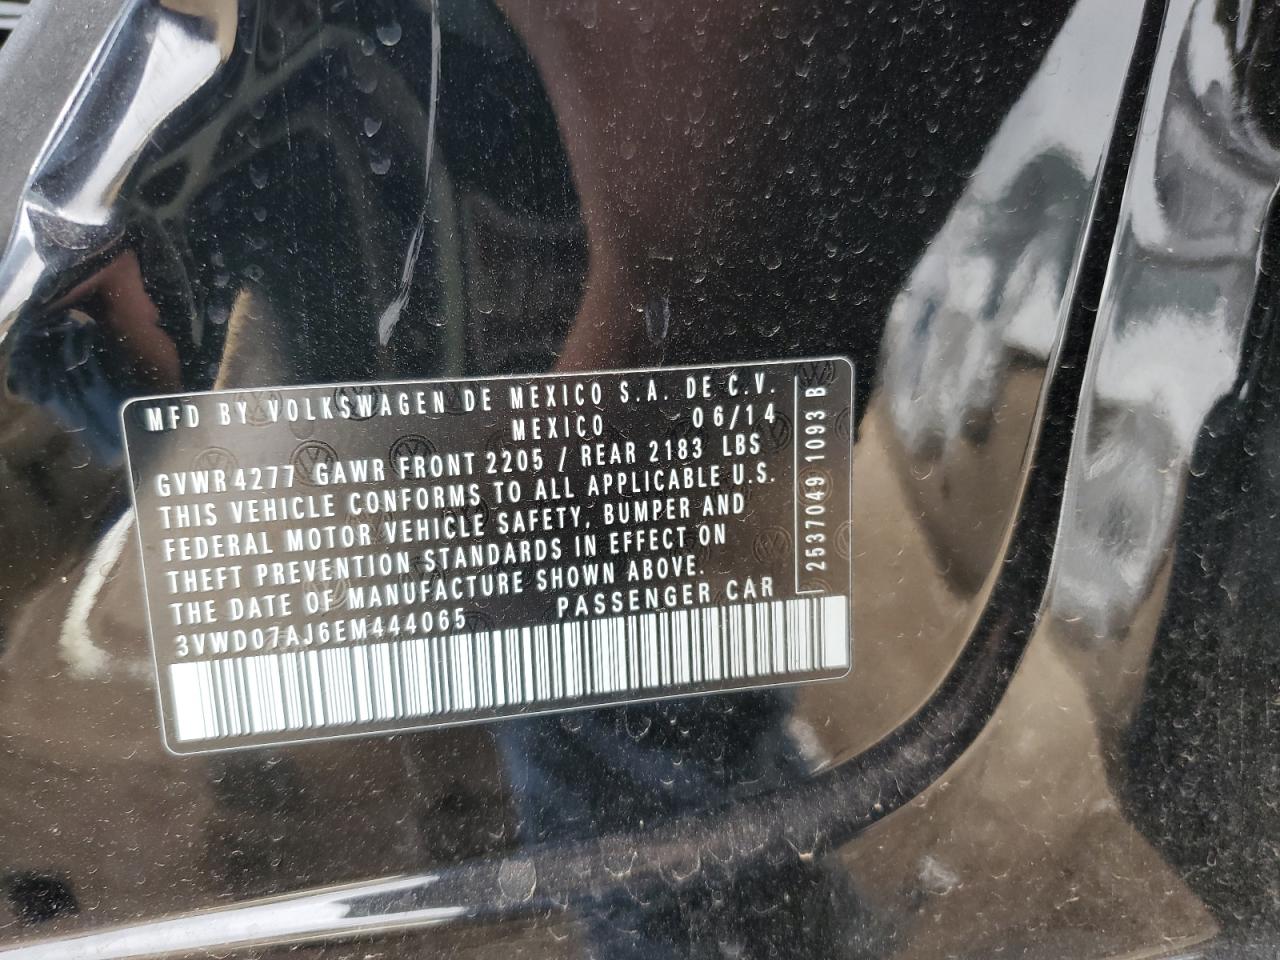 MFD BY VOLKSWAGEN DE MEXICO S.A. DE C.V.
MEXICO 06/14
GVWR 4277 GAWR FRONT 2205 / REAR 2183 LBS
THIS VEHICLE CONFORMS TO ALL APPLICABLE U.S.
FEDERAL MOTOR VEHICLE SAFETY, BUMPER AND
THEFT PREVENTION STANDARDS IN EFFECT ON
THE DATE OF MANUFACTURE SHOWN ABOVE.
3VWD07AJ6EM444065 PASSENGER CAR
2537049 1093 B